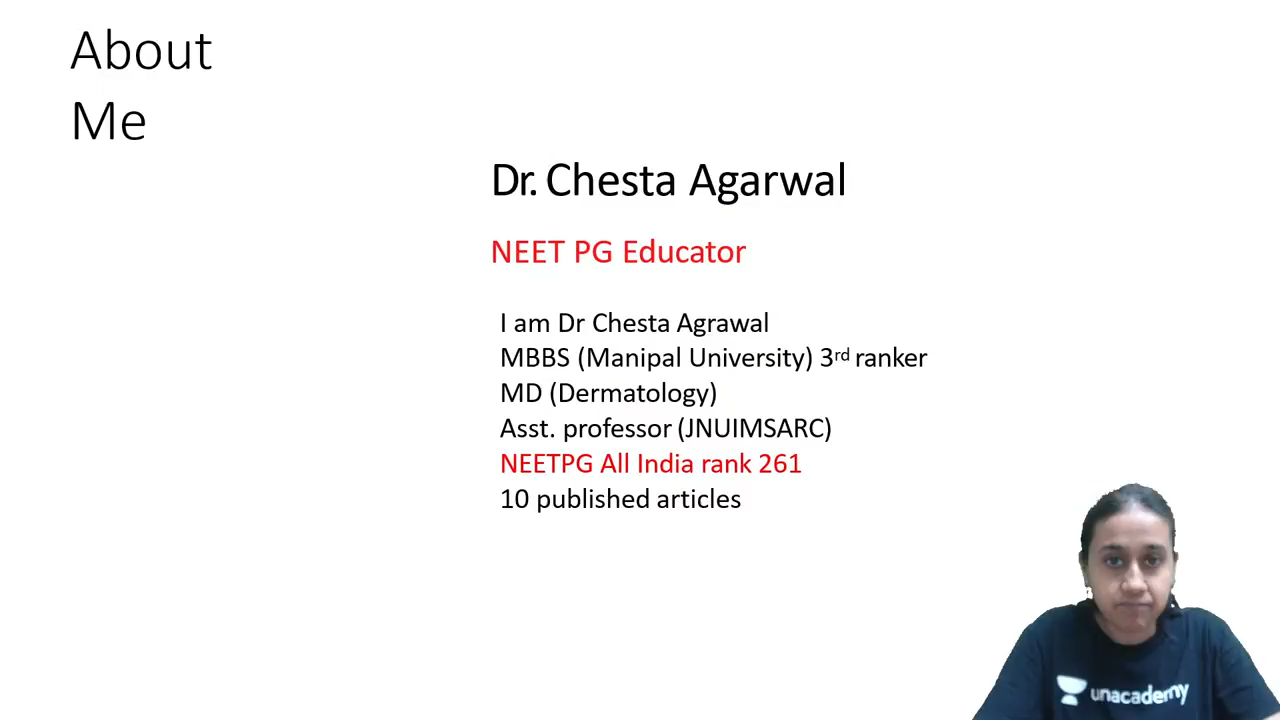 About
Me
Dr. Chesta Agarwal
NEET PG Educator
I am Dr Chesta Agrawal
MBBS (Manipal University) 3rd ranker
MD (Dermatology)
Asst. professor (JNUIMSARC)
NEETPG All India rank 261
10 published articles
unacademy